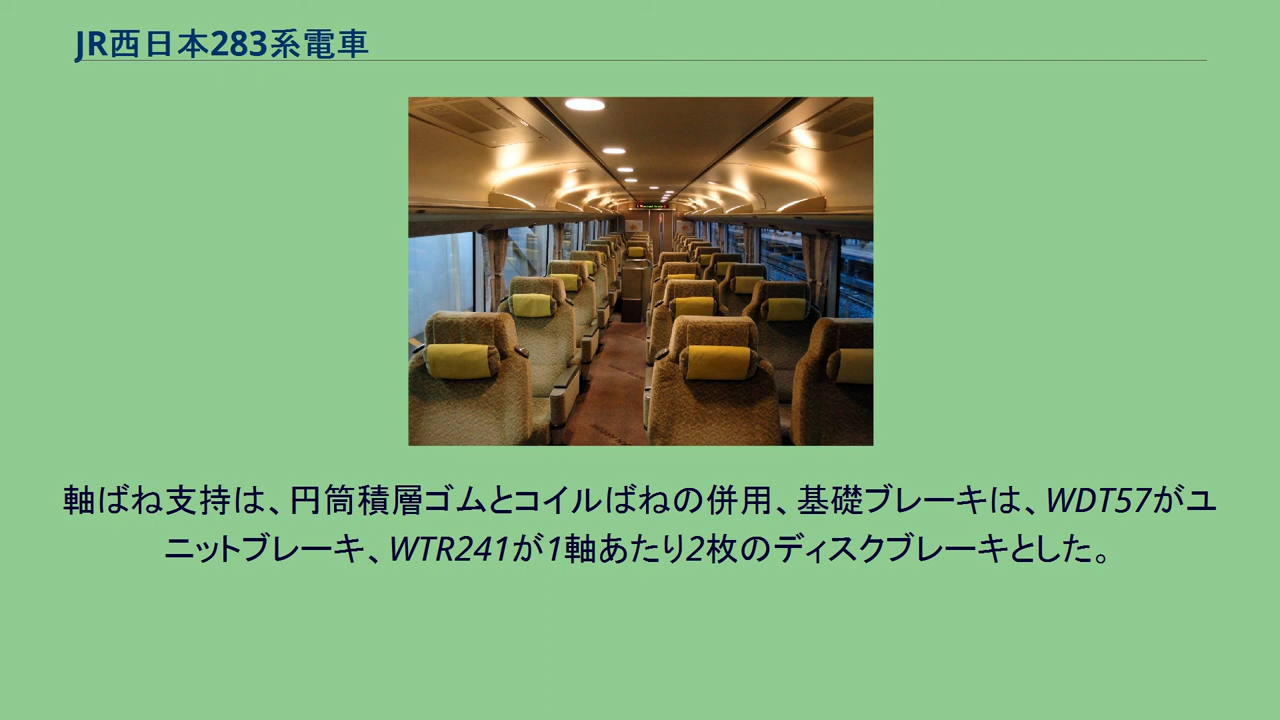 JR西日本283系電車
軸ばね支持は、円筒積層ゴムとコイルばねの併用、基礎ブレーキは、WDT57がユ
ニットブレーキ、WTR241が1軸あたり2枚のディスクブレーキとした。